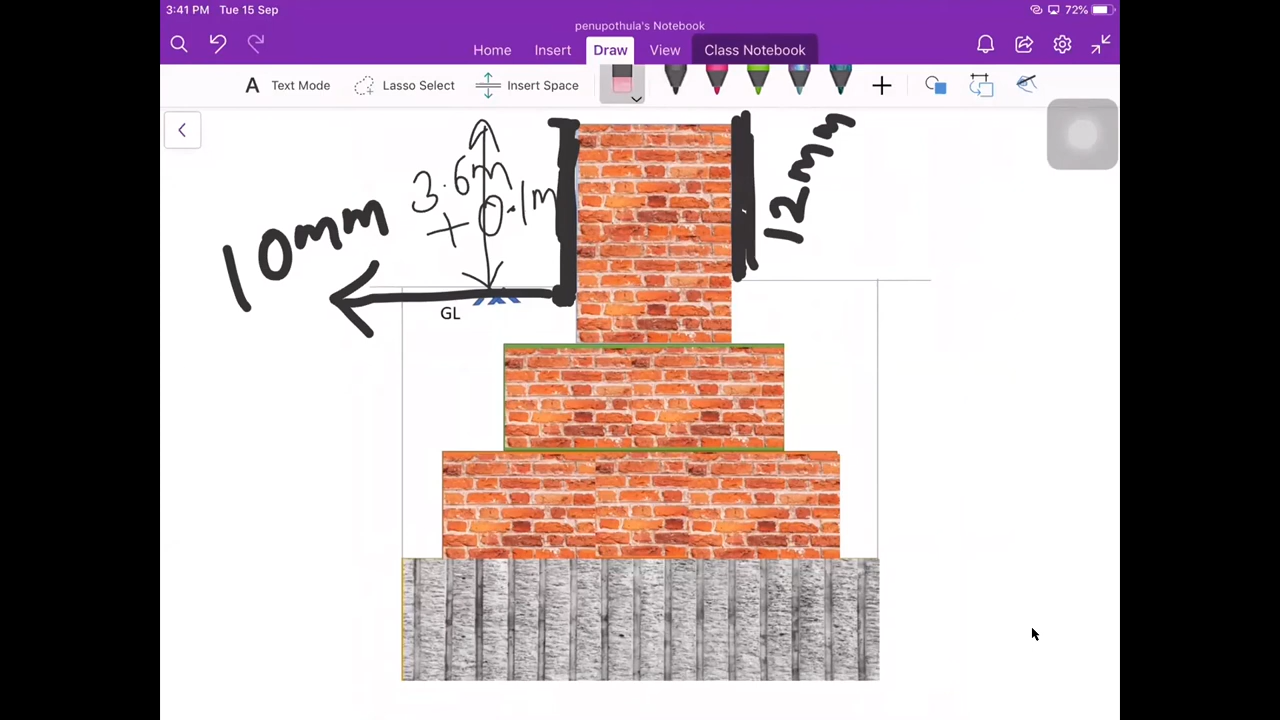 3:41 PM Tue 15 Sep
72%
penupothula's Notebook
Home Insert Draw View Class Notebook
A Text Mode Lasso Select Insert Space
3.6m
+ 0.1m
10mm
12mm
GL